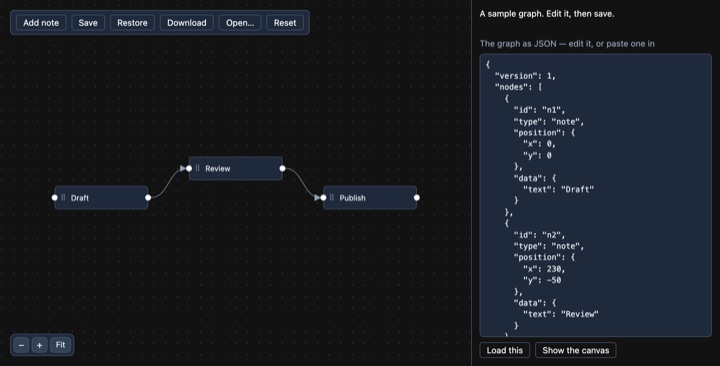 Add note Save Restore Download Open... Reset
Draft
Review
Publish
− + Fit
A sample graph. Edit it, then save.
The graph as JSON — edit it, or paste one in
{
  "version": 1,
  "nodes": [
    {
      "id": "n1",
      "type": "note",
      "position": {
        "x": 0,
        "y": 0
      },
      "data": {
        "text": "Draft"
      }
    },
    {
      "id": "n2",
      "type": "note",
      "position": {
        "x": 230,
        "y": -50
      },
      "data": {
        "text": "Review"
      }
    }
Load this Show the canvas